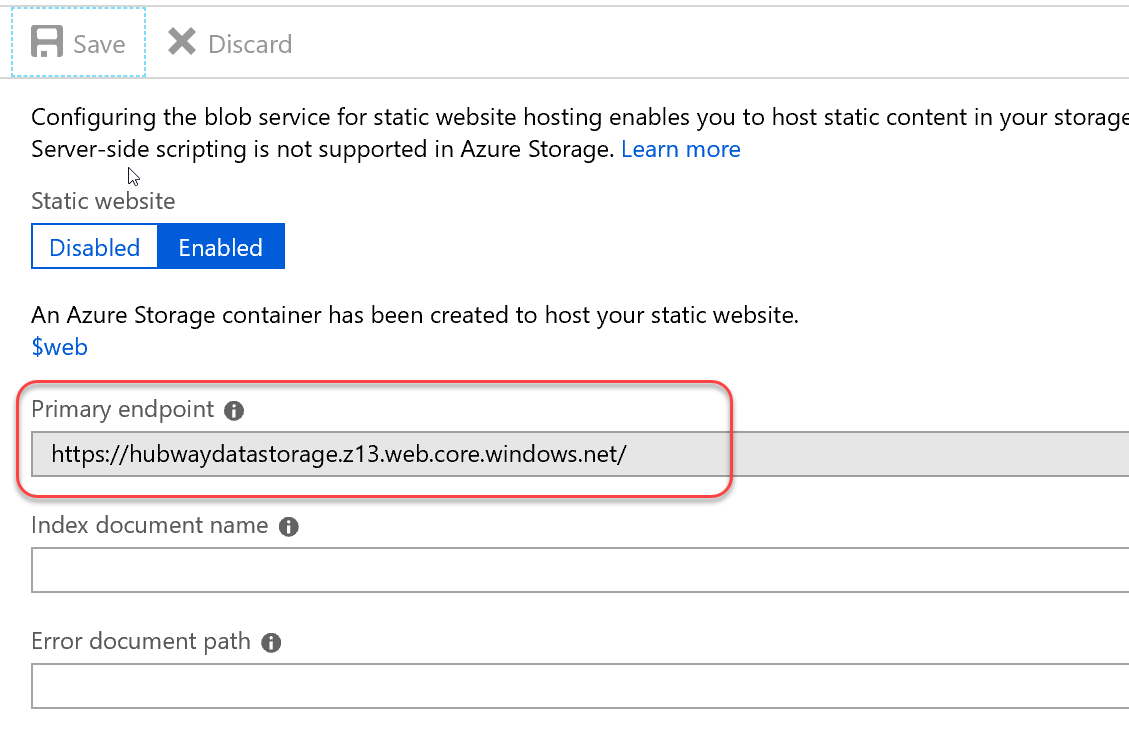 Save Discard
Configuring the blob service for static website hosting enables you to host static content in your storage
Server-side scripting is not supported in Azure Storage. Learn more
Static website
Disabled Enabled
An Azure Storage container has been created to host your static website.
$web
Primary endpoint
https://hubwaydatastorage.z13.web.core.windows.net/
Index document name
Error document path